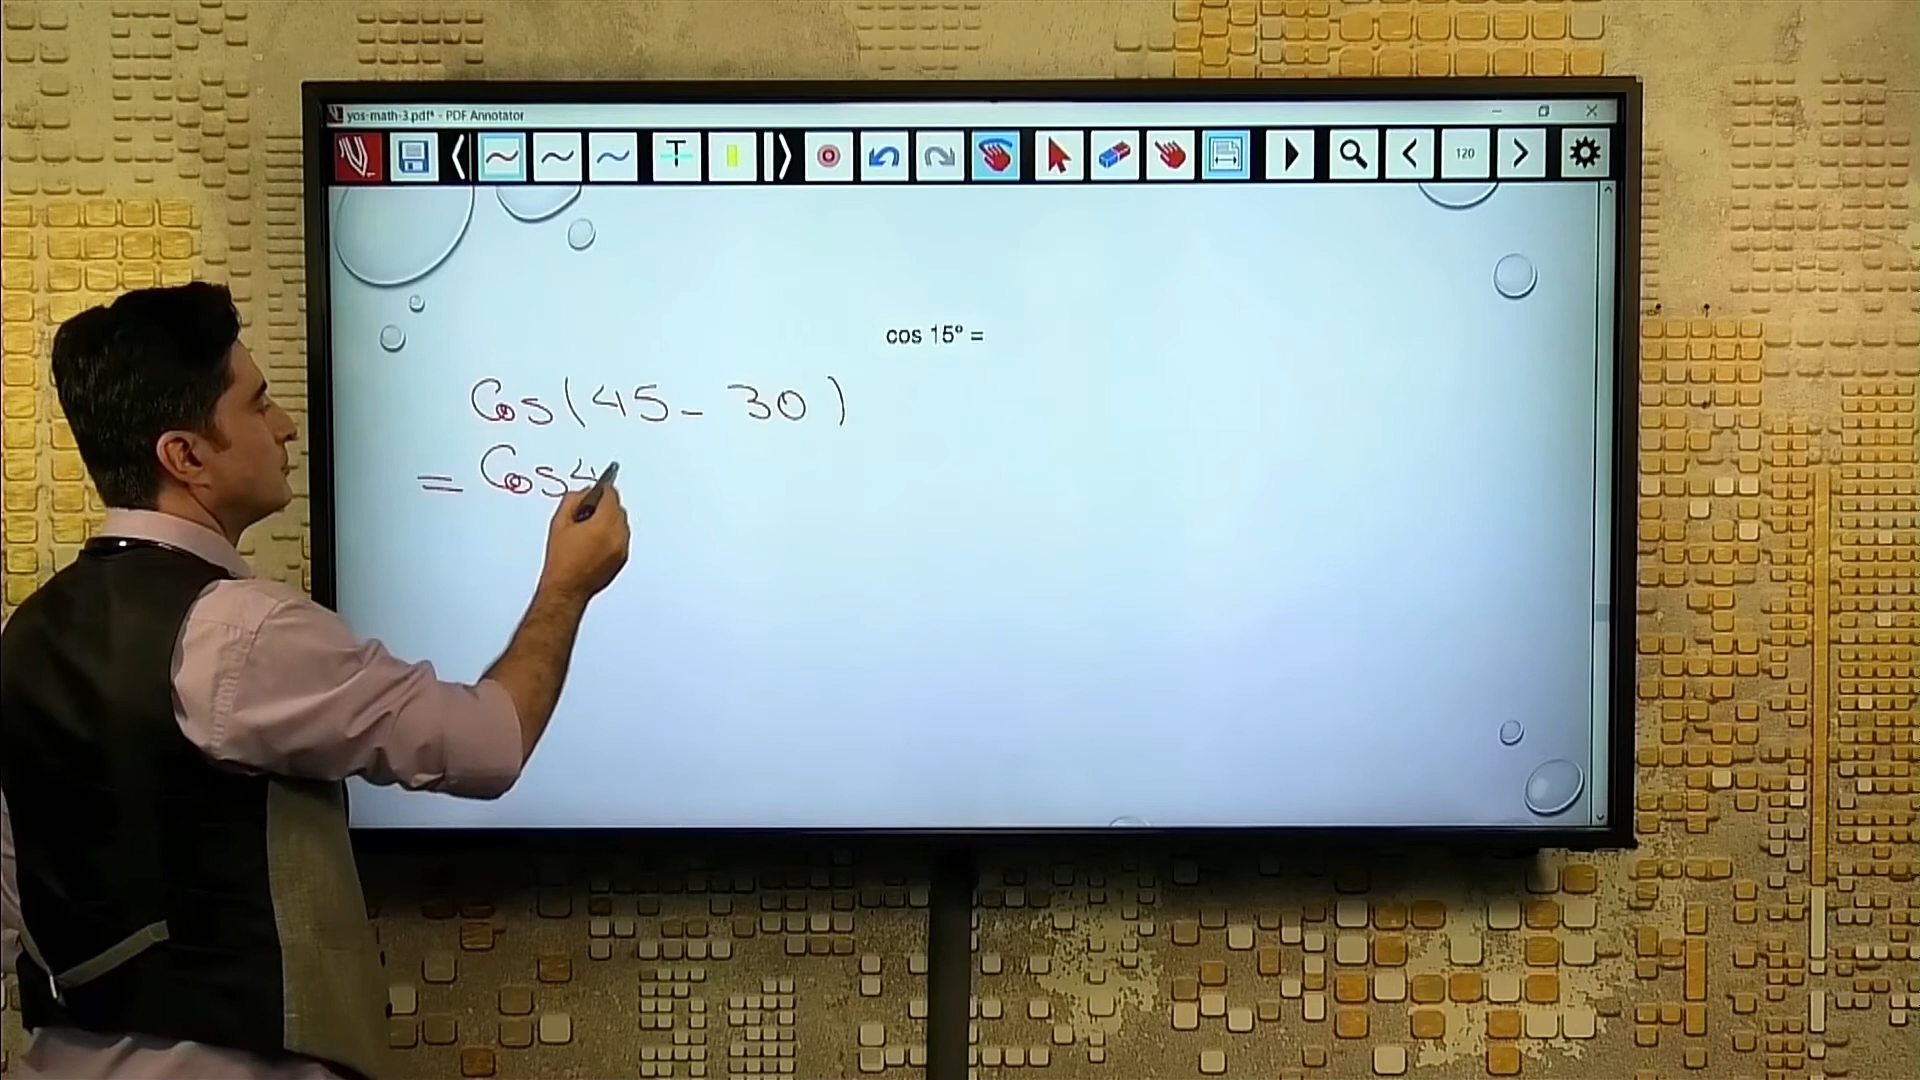 yos-math-3.pdf* - PDF Annotator
T
120
cos 15° =
Cos(45-30)
= Cos4